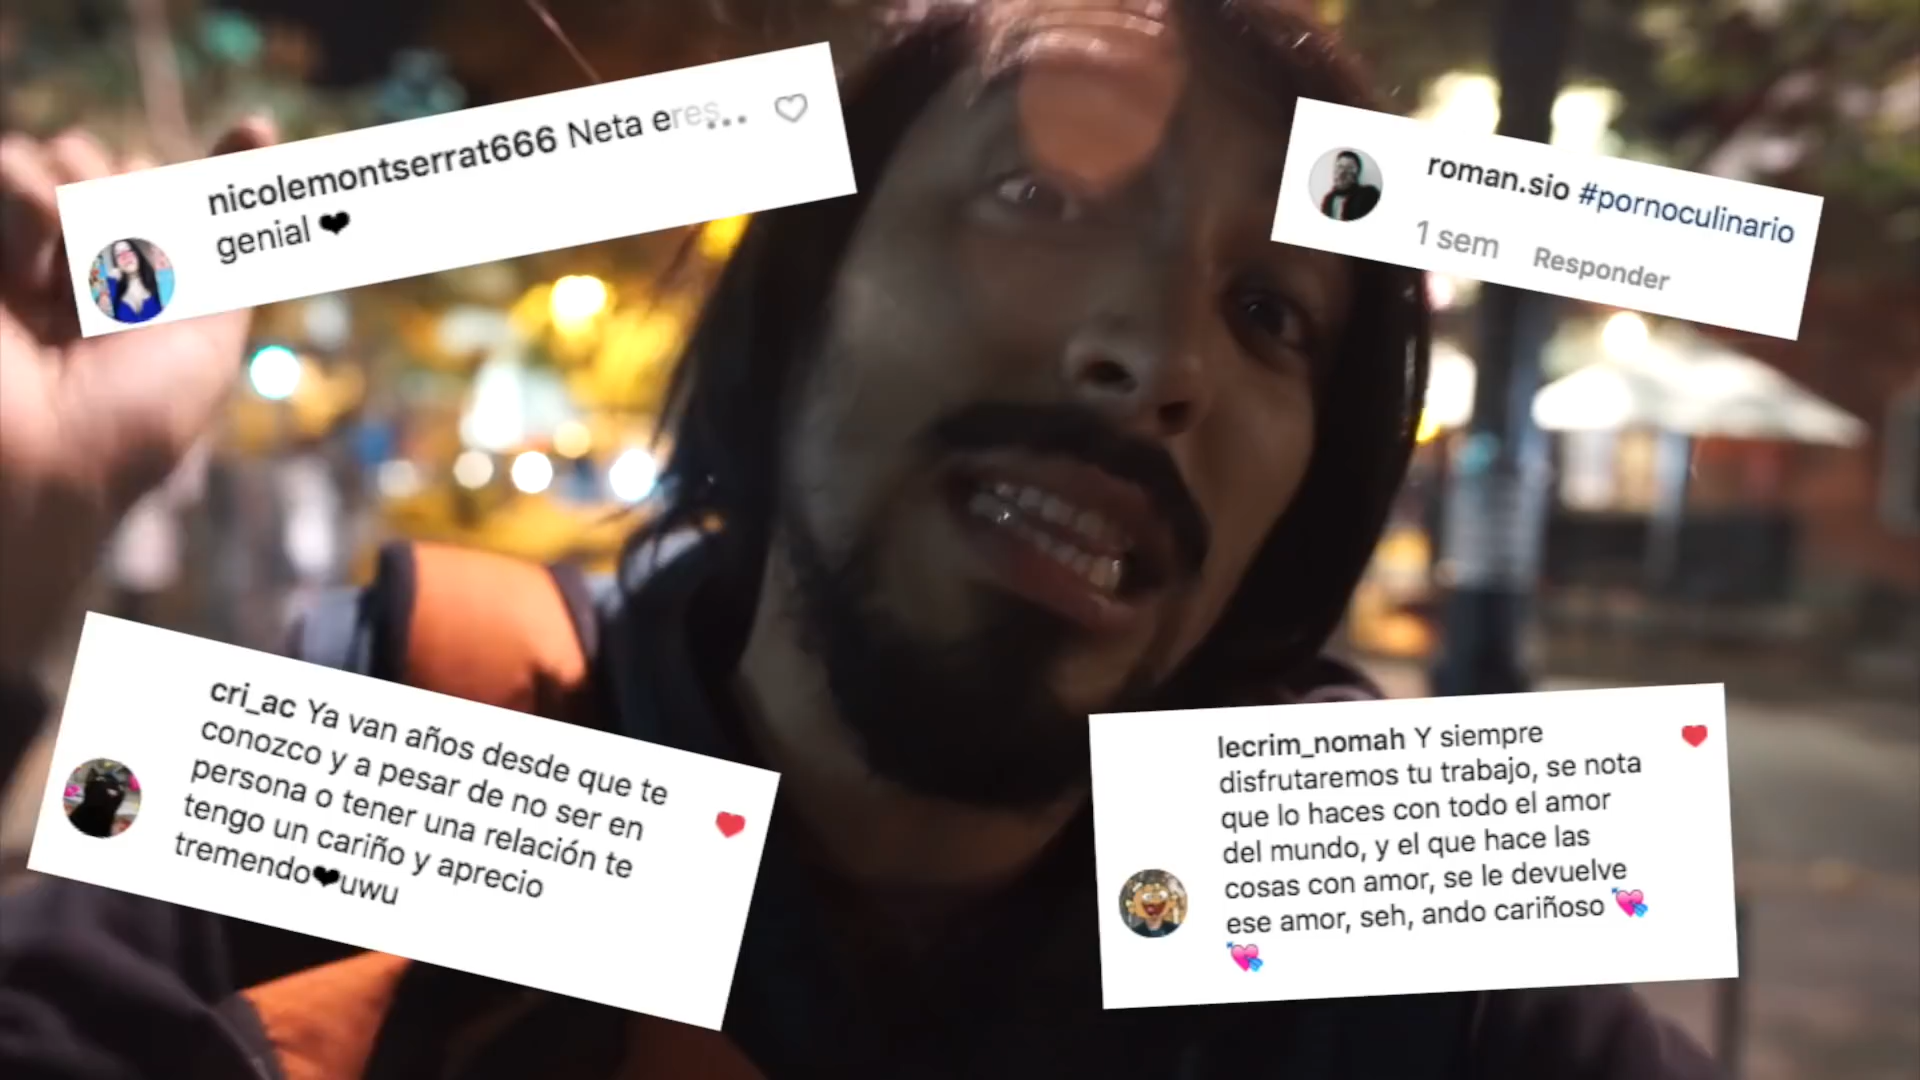 nicolemontserrat666 Neta eres...
genial ❤
roman.sio #pornoculinario
1 sem Responder
cri_ac Ya van años desde que te
conozco y a pesar de no ser en
persona o tener una relación te
tengo un cariño y aprecio
tremendo❤uwu
lecrim_nomah Y siempre
disfrutaremos tu trabajo, se nota
que lo haces con todo el amor
del mundo, y el que hace las
cosas con amor, se le devuelve
ese amor, seh, ando cariñoso 💘
💘